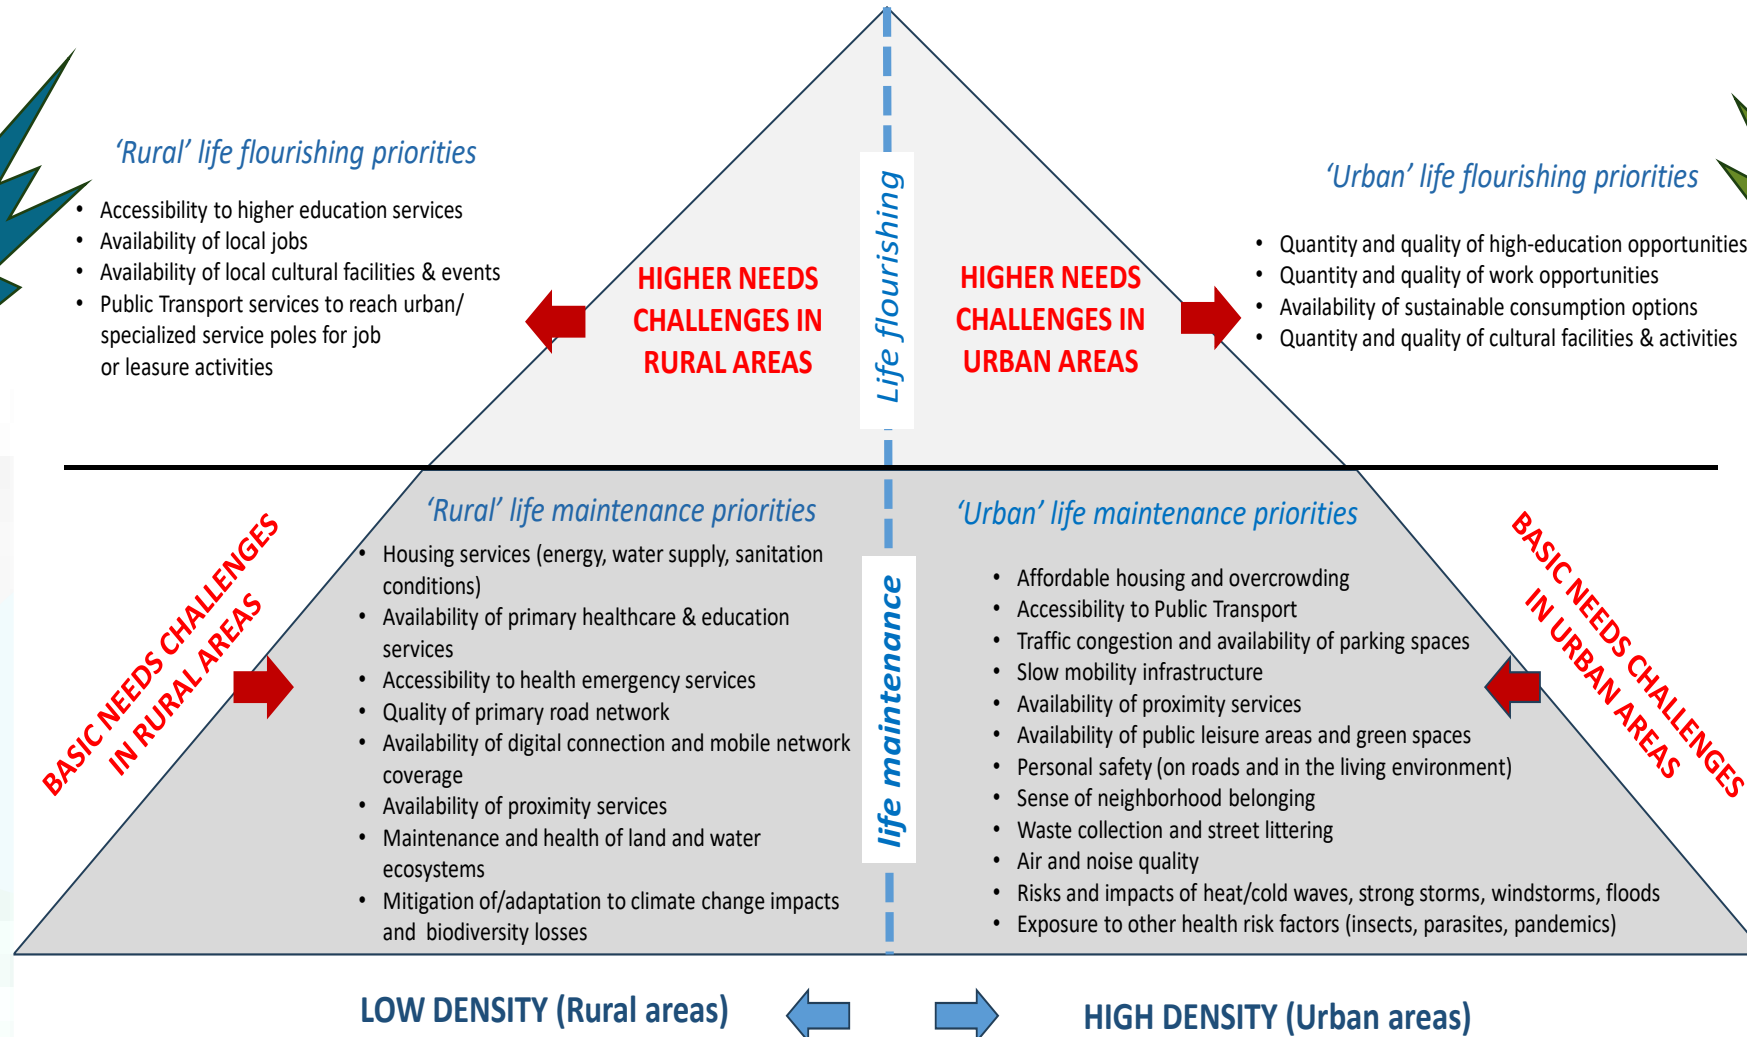 ‘Rural’ life flourishing priorities
• Accessibility to higher education services
• Availability of local jobs
• Availability of local cultural facilities & events
• Public Transport services to reach urban/
specialized service poles for job
or leasure activities
HIGHER NEEDS
CHALLENGES IN
RURAL AREAS
Life flourishing
HIGHER NEEDS
CHALLENGES IN
URBAN AREAS
‘Urban’ life flourishing priorities
• Quantity and quality of high-education opportunities
• Quantity and quality of work opportunities
• Availability of sustainable consumption options
• Quantity and quality of cultural facilities & activities
BASIC NEEDS CHALLENGES
IN RURAL AREAS
‘Rural’ life maintenance priorities
• Housing services (energy, water supply, sanitation
conditions)
• Availability of primary healthcare & education
services
• Accessibility to health emergency services
• Quality of primary road network
• Availability of digital connection and mobile network
coverage
• Availability of proximity services
• Maintenance and health of land and water
ecosystems
• Mitigation of/adaptation to climate change impacts
and biodiversity losses
life maintenance
‘Urban’ life maintenance priorities
• Affordable housing and overcrowding
• Accessibility to Public Transport
• Traffic congestion and availability of parking spaces
• Slow mobility infrastructure
• Availability of proximity services
• Availability of public leisure areas and green spaces
• Personal safety (on roads and in the living environment)
• Sense of neighborhood belonging
• Waste collection and street littering
• Air and noise quality
• Risks and impacts of heat/cold waves, strong storms, windstorms, floods
• Exposure to other health risk factors (insects, parasites, pandemics)
BASIC NEEDS CHALLENGES
IN URBAN AREAS
LOW DENSITY (Rural areas)
HIGH DENSITY (Urban areas)